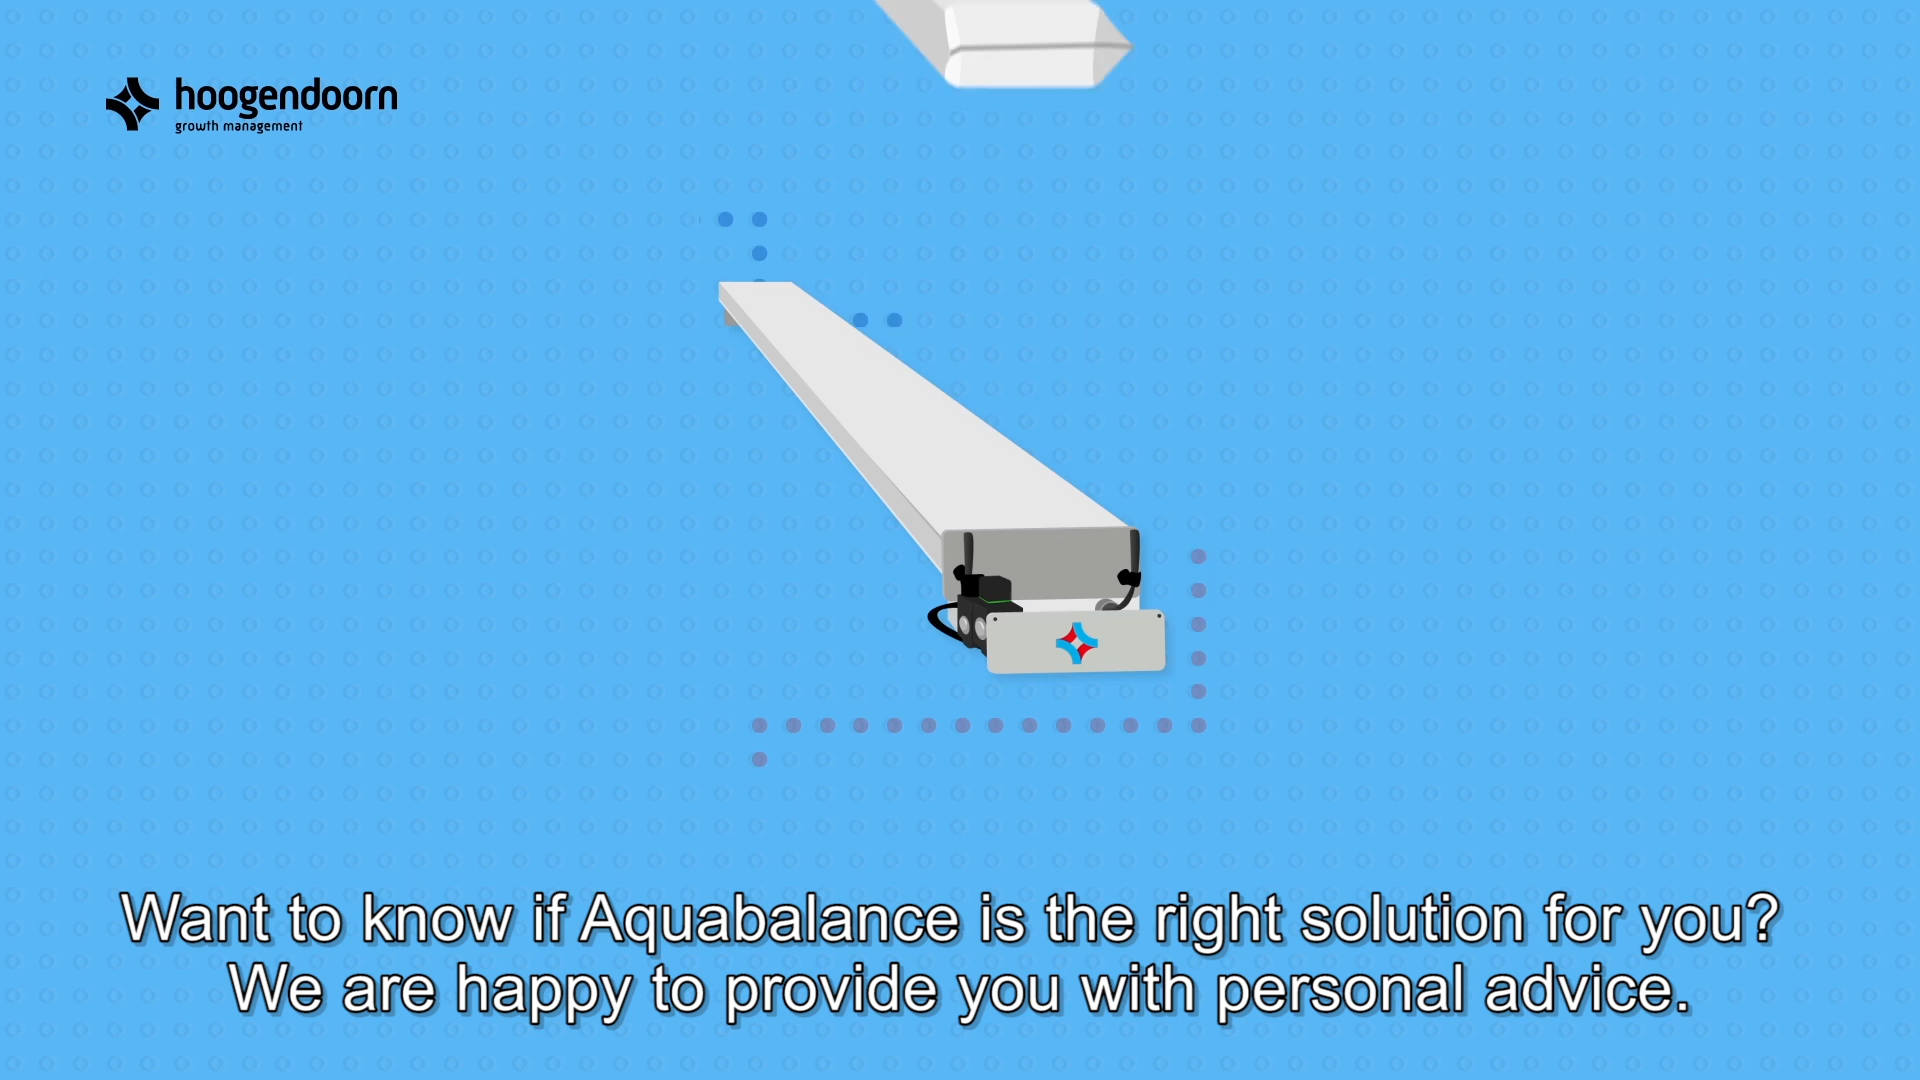 hoogendoorn
growth management
Want to know if Aquabalance is the right solution for you?
We are happy to provide you with personal advice.